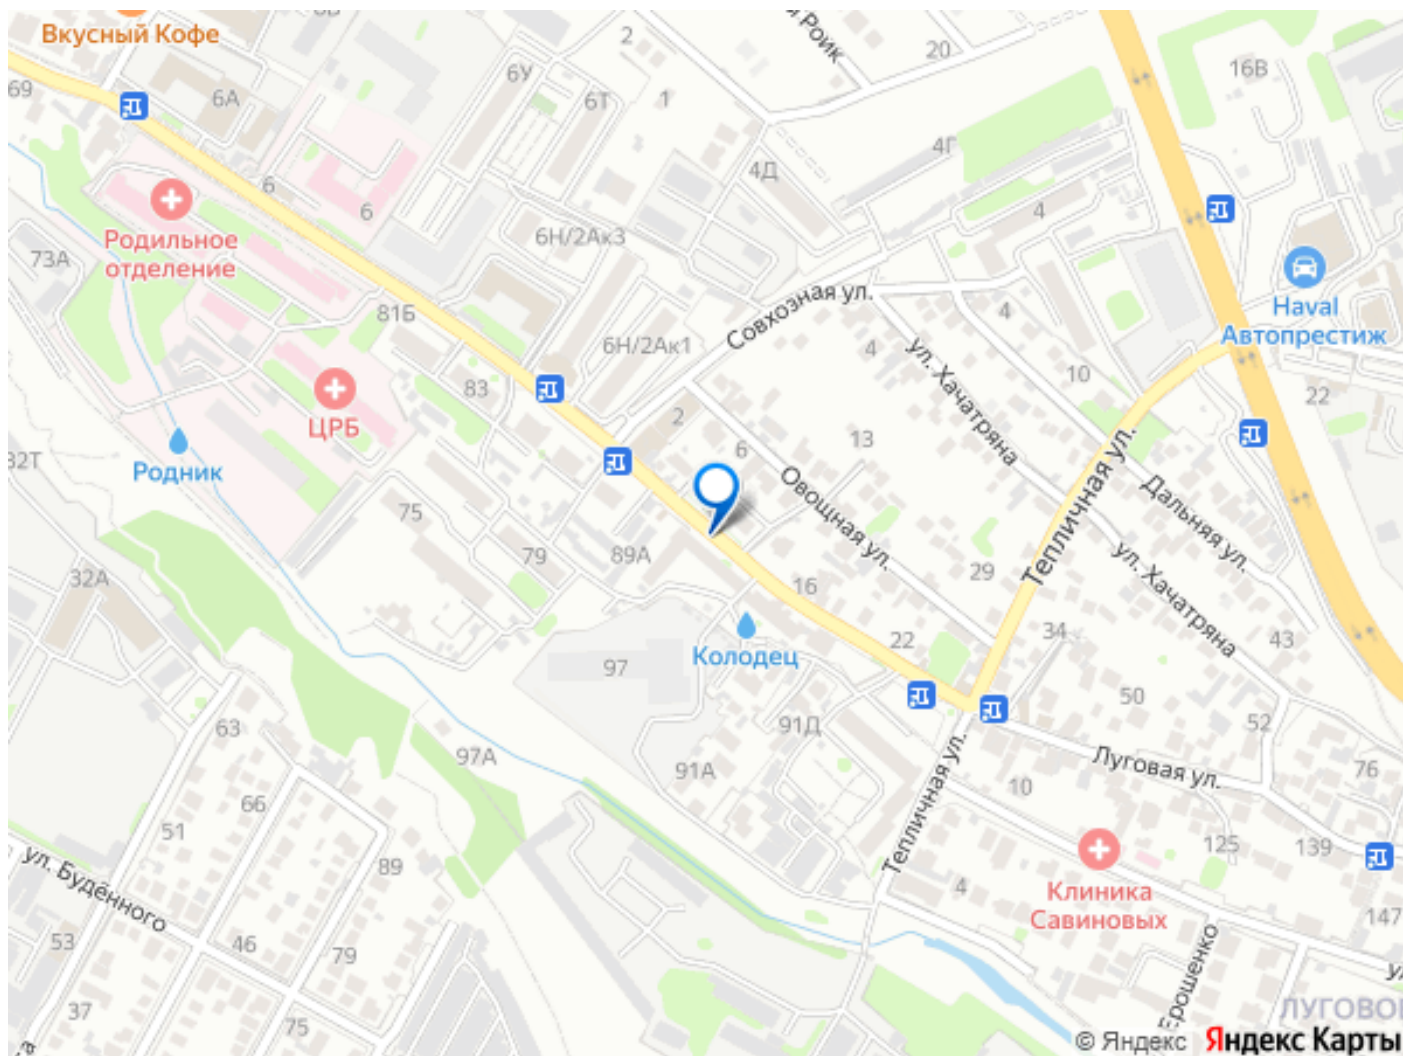 Вкусный Кофе
2
20
16В
69
6А
6У
6Т
1
4Г
4Д
6
6
4
Родильное
отделение
6Н/2Ак3
73А
81Б
Совхозная ул.
4
Haval
Автопрестиж
6Н/2Ак1
4
ул. Хачатряна
10
22
83
ЦРБ
2
6
13
Родник
Овощная ул.
Тепличная ул.
Дальняя ул.
75
79
89А
29
ул. Хачатряна
32А
16
34
43
22
Колодец
97
50
63
91Д
52
97А
91А
Луговая ул.
76
66
10
Тепличная ул.
51
125
139
89
ул. Будённого
4
Клиника
Савиновых
147
53
46
79
Ерошенко
37
75
ЛУГОВО
© Яндекс Яндекс Карты